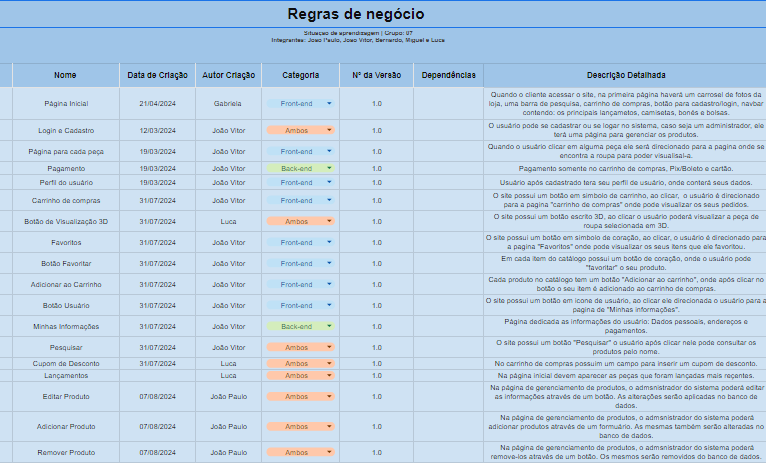 Regras de negócio
Situação de aprendizagem | Grupo: 07
Integrantes: João Paulo, João Vitor, Bernardo, Miguel e Luca
Nome Data de Criação Autor Criação Categoria Nº da Versão Dependências Descrição Detalhada
Página Inicial 21/04/2024 Gabriela Front-end 1.0 Quando o cliente acessar o site, na primeira página haverá um carrosel de fotos da
loja, uma barra de pesquisa, carrinho de compras, botão para cadastro/login, navbar
contendo: os principais lançametos, camisetas, bonés e bolsas.
Login e Cadastro 12/03/2024 João Vitor Ambos 1.0 O usuário pode se cadastrar ou se logar no sistema, caso seja um administrador, ele
terá uma página para gerenciar os produtos.
Página para cada peça 19/03/2024 João Vitor Front-end 1.0 Quando o usuário clicar em alguma peça ele será direcionado para a pagina onde se
encontra a roupa para poder visualisal-a.
Pagamento 19/03/2024 João Vitor Back-end 1.0 Pagamento somente no carrinho de compras, Pix/Boleto e cartão.
Perfil do usuário 19/03/2024 João Vitor Front-end 1.0 Usuário após cadastrado tera seu perfil de usuário, onde conterá seus dados.
Carrinho de compras 31/07/2024 João Vitor Front-end 1.0 O site possui um botão em simbolo de carrinho, ao clicar, o usuário é direcionado
para a pagina "carrinho de compras" onde pode visualizar os seus pedidos.
Botão de Visualização 3D 31/07/2024 Luca Ambos 1.0 O site possui um botão escrito 3D, ao clicar o usuário poderá visualizar a peça de
roupa selecionada em 3D.
Favoritos 31/07/2024 João Vitor Front-end 1.0 O site possui um botão em simbolo de coração, ao clicar, o usuário é direcionado para
a pagina "Favoritos" onde pode visualizar os seus itens que ele favoritou.
Botão Favoritar 31/07/2024 João Vitor Front-end 1.0 Em cada item do catálogo possui um botão de coração, onde o usuário pode
"favoritar" o seu produto.
Adicionar ao Carrinho 31/07/2024 João Vitor Front-end 1.0 Cada produto no catálogo tem um botão "Adicionar ao carrinho", onde após clicar no
botão o seu item é adicionado ao carrinho de compras.
Botão Usuário 31/07/2024 João Vitor Front-end 1.0 O site possui um botão em icone de usuário, ao clicar ele direcionada o usuário para a
pagina de "Minhas informações".
Minhas Informações 31/07/2024 João Vitor Back-end 1.0 Página dedicada as informações do usuário: Dados pessoais, endereços e
pagamentos.
Pesquisar 31/07/2024 João Vitor Ambos 1.0 O site possui um botão "Pesquisar" o usuário após clicar nele pode consultar os
produtos pelo nome.
Cupom de Desconto 31/07/2024 Luca Ambos 1.0 No carrinho de compras possuim um campo para inserir um cupom de desconto.
Lançamentos Luca Ambos 1.0 Na página inicial devem aparecer as peças que foram lançadas mais recentes.
Editar Produto 07/08/2024 João Paulo Ambos 1.0 Na página de gerenciamento de produtos, o admsnistrador do sistema poderá editar
as informações através de um botão. As alterações serão aplicadas no banco de
dados.
Adicionar Produto 07/08/2024 João Paulo Ambos 1.0 Na página de gerenciamento de produtos, o admsnistrador do sistema poderá
adicionar produtos através de um formuário. As mesmas também serão alteradas no
banco de dados.
Remover Produto 07/08/2024 João Paulo Ambos 1.0 Na página de gerenciamento de produtos, o admsnistrador do sistema poderá
remove-los através de um botão. Os mesmos serão removidos do banco de dados.